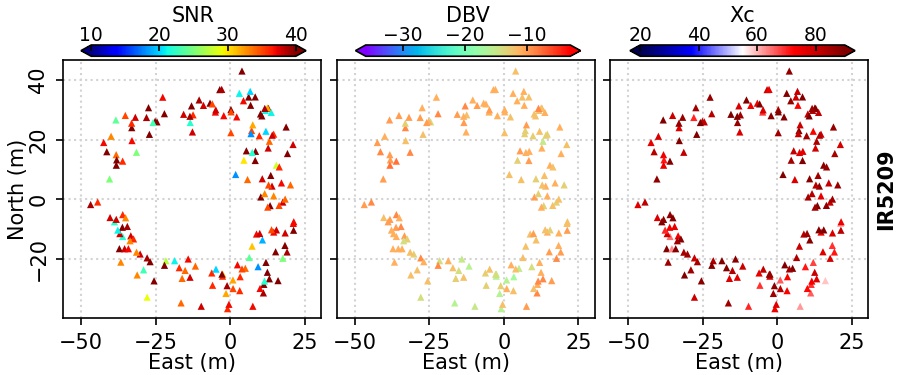 SNR DBV Xc
10 20 30 40 −30 −20 −10 20 40 60 80
40
20
0
−20
North (m)
IR5209
−50 −25 0 25 −50 −25 0 25 −50 −25 0 25
East (m) East (m) East (m)